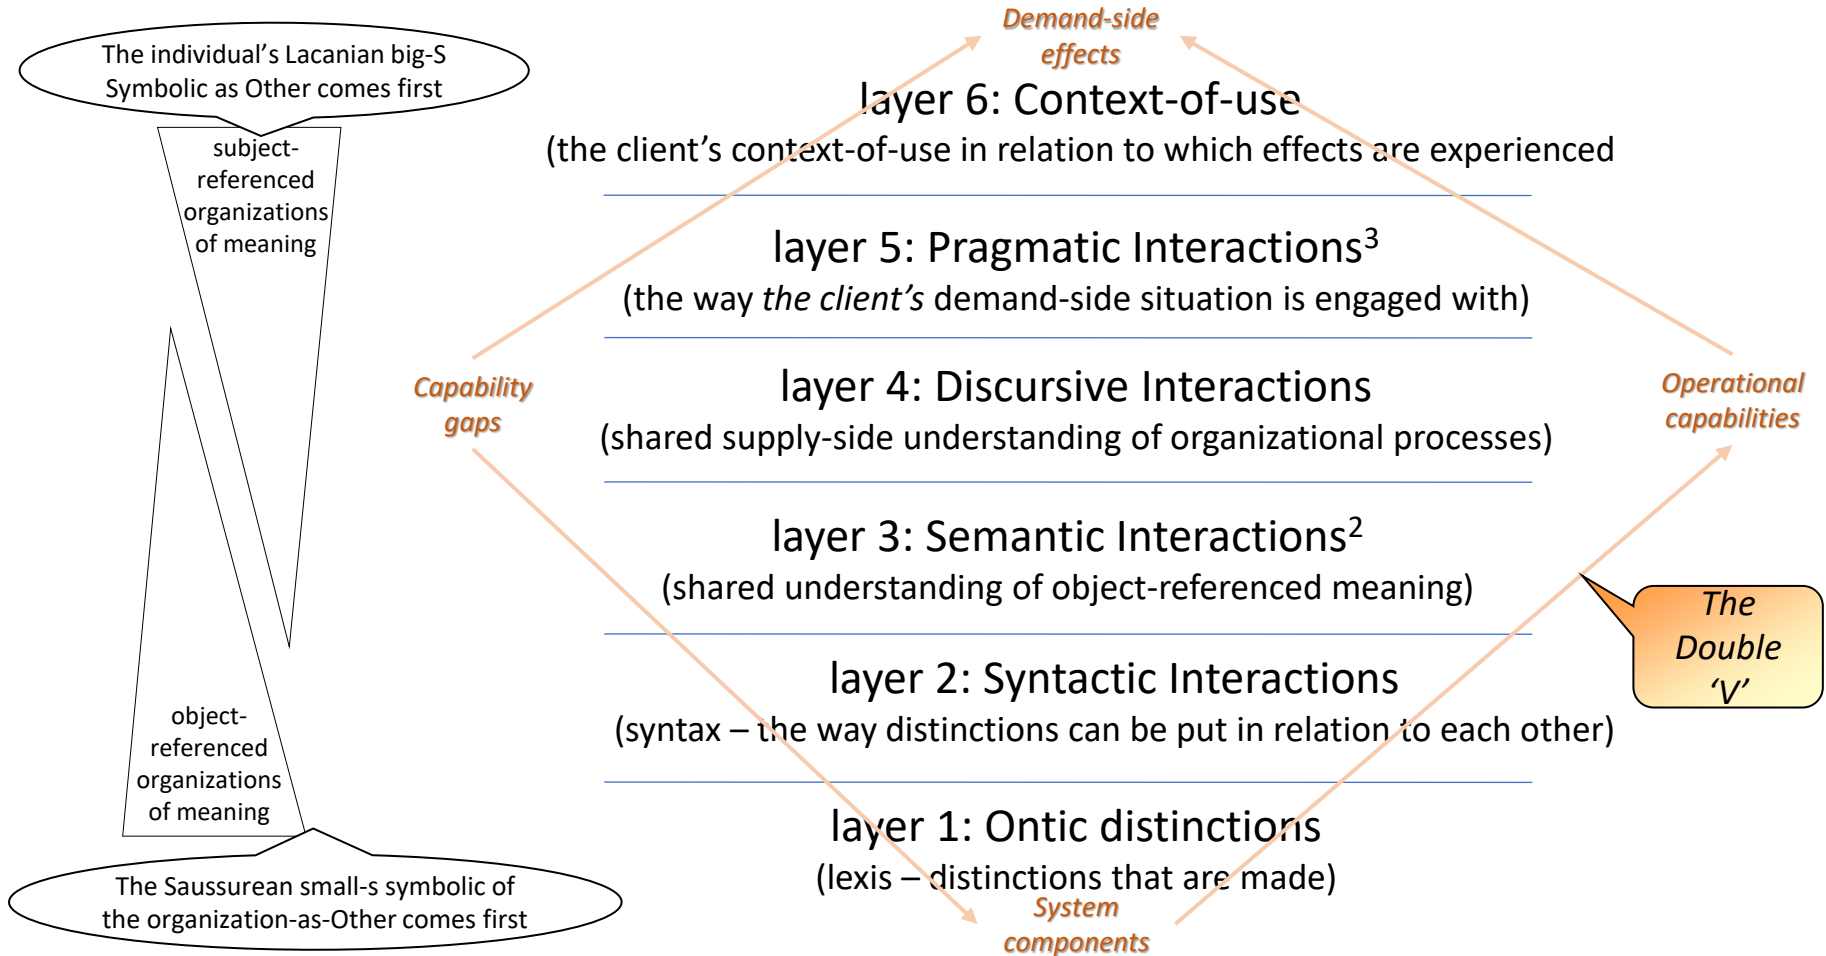 The individual’s Lacanian big-S
Symbolic as Other comes first
subject-
referenced
organizations
of meaning
object-
referenced
organizations
of meaning
The Saussurean small-s symbolic of
the organization-as-Other comes first
Demand-side
effects
layer 6: Context-of-use
(the client’s context-of-use in relation to which effects are experienced
layer 5: Pragmatic Interactions³
(the way the client’s demand-side situation is engaged with)
Capability
gaps
layer 4: Discursive Interactions
(shared supply-side understanding of organizational processes)
Operational
capabilities
layer 3: Semantic Interactions²
(shared understanding of object-referenced meaning)
The
Double
‘V’
layer 2: Syntactic Interactions
(syntax – the way distinctions can be put in relation to each other)
layer 1: Ontic distinctions
(lexis – distinctions that are made)
System
components